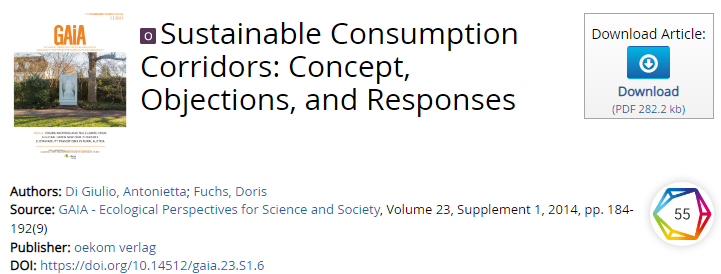 GAiA
O Sustainable Consumption
Corridors: Concept,
Objections, and Responses
Download Article:
Download
(PDF 282.2 kb)
Authors: Di Giulio, Antonietta; Fuchs, Doris
Source: GAIA - Ecological Perspectives for Science and Society, Volume 23, Supplement 1, 2014, pp. 184-
192(9)
Publisher: oekom verlag
DOI: https://doi.org/10.14512/gaia.23.S1.6
55